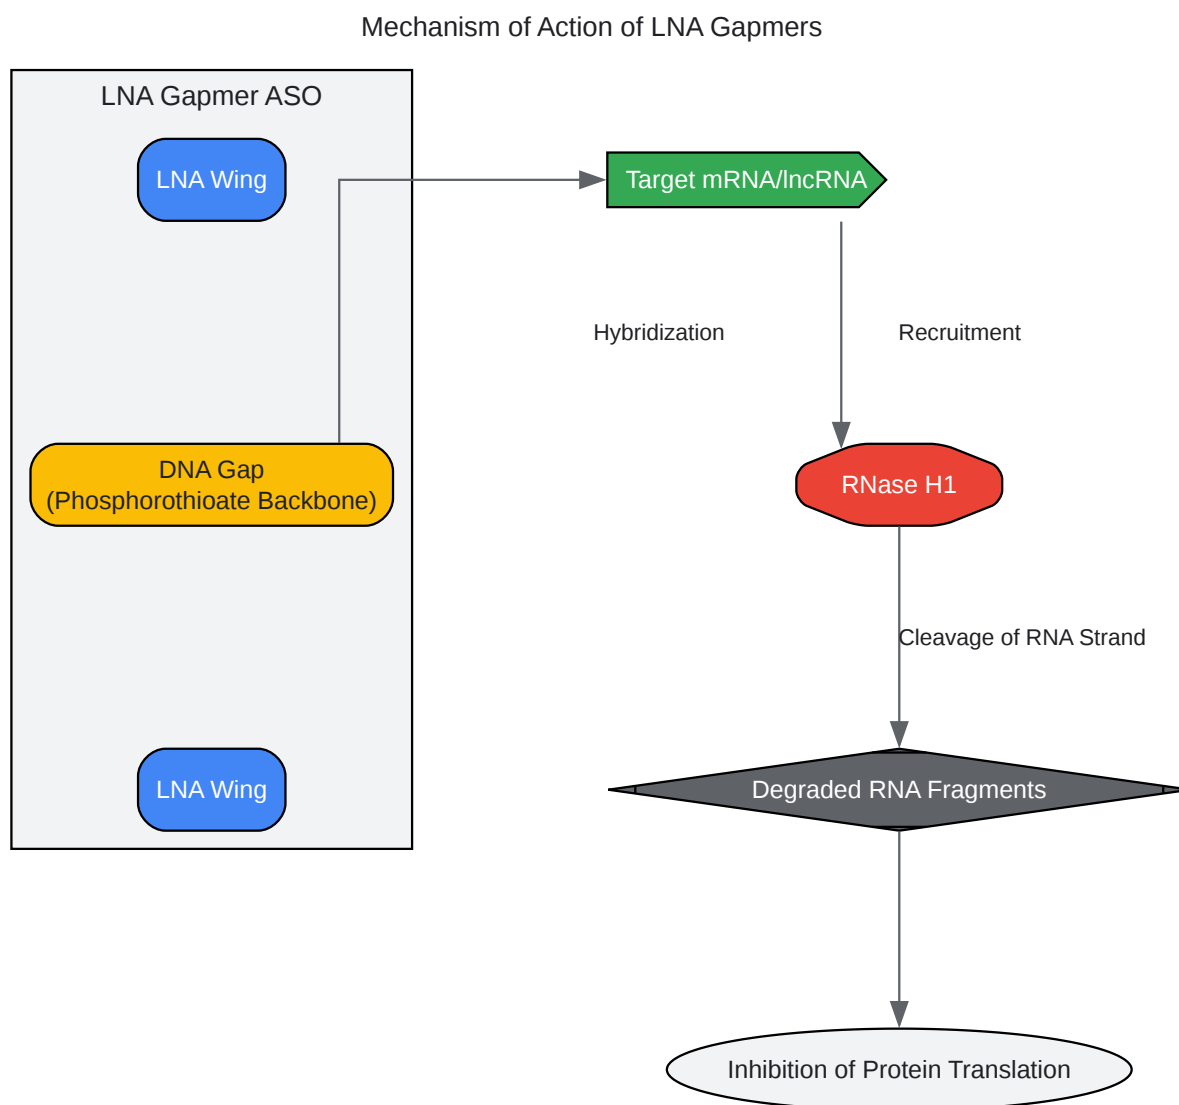 Mechanism of Action of LNA Gapmers
LNA Gapmer ASO
LNA Wing
Target mRNA/lncRNA
Hybridization
Recruitment
DNA Gap
(Phosphorothioate Backbone)
RNase H1
Cleavage of RNA Strand
LNA Wing
Degraded RNA Fragments
Inhibition of Protein Translation